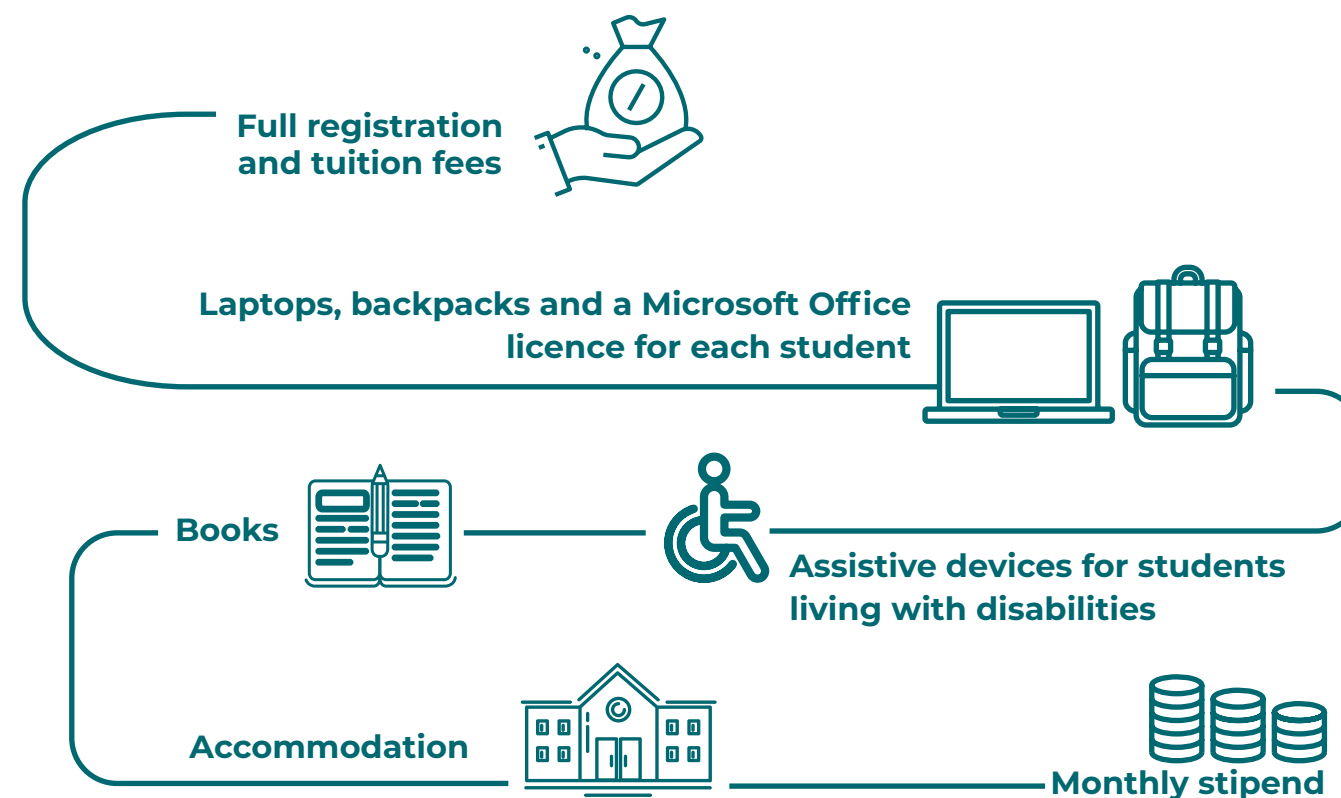 Full registration
and tuition fees
Laptops, backpacks and a Microsoft Office
licence for each student
Books
Assistive devices for students
living with disabilities
Accommodation
Monthly stipend